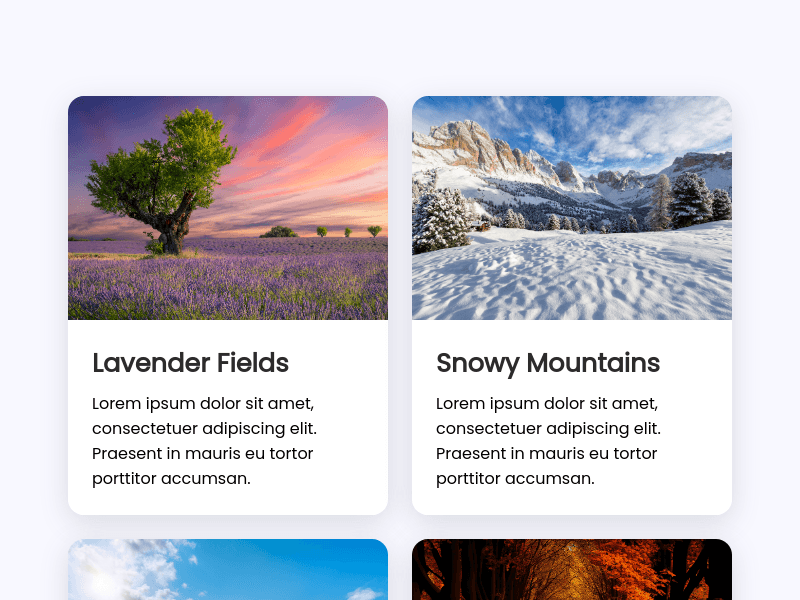 Lavender Fields
Lorem ipsum dolor sit amet,
consectetuer adipiscing elit.
Praesent in mauris eu tortor
porttitor accumsan.
Snowy Mountains
Lorem ipsum dolor sit amet,
consectetuer adipiscing elit.
Praesent in mauris eu tortor
porttitor accumsan.